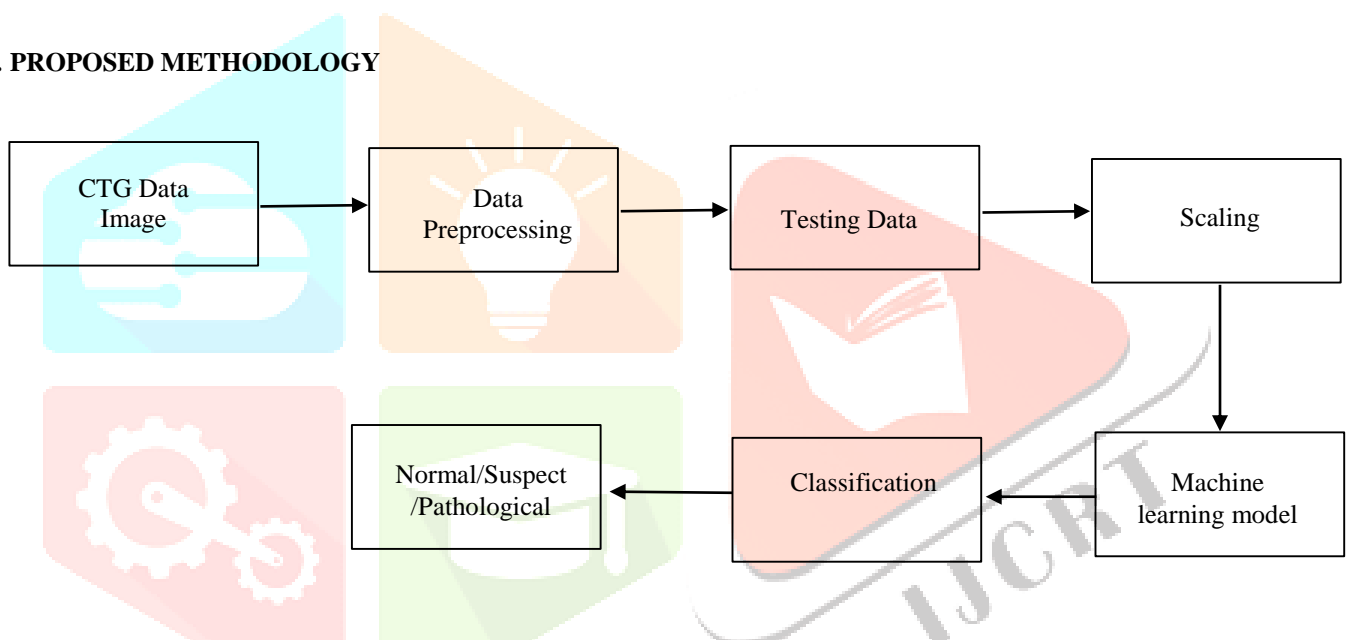 . PROPOSED METHODOLOGY
CTG Data
Image
Data
Preprocessing
Testing Data
Scaling
Machine
learning model
Classification
Normal/Suspect
/Pathological
IJCRT